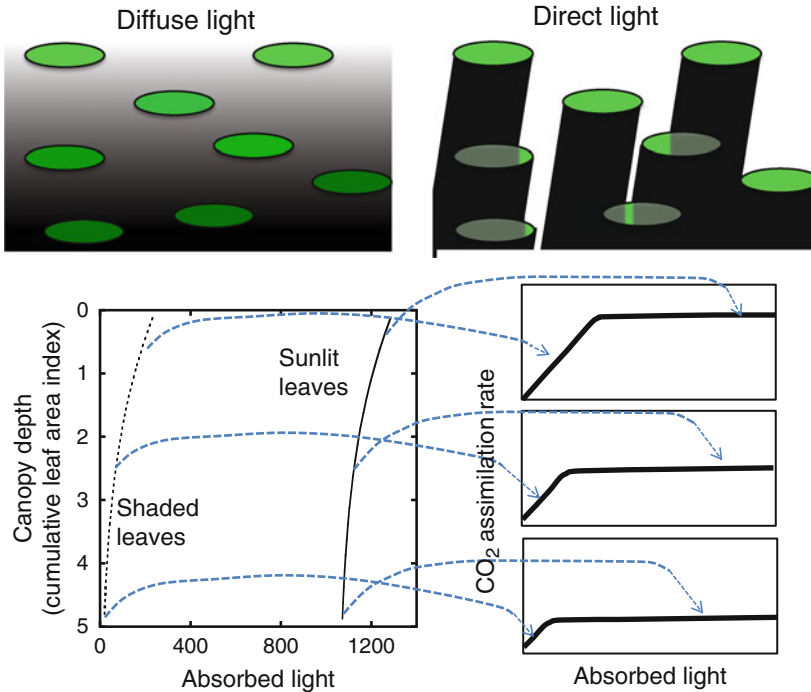 Diffuse light
Direct light
0
1
2
3
4
5
Canopy depth
(cumulative leaf area index)
Sunlit
leaves
Shaded
leaves
0
400
800
1200
Absorbed light
CO₂ assimilation rate
Absorbed light